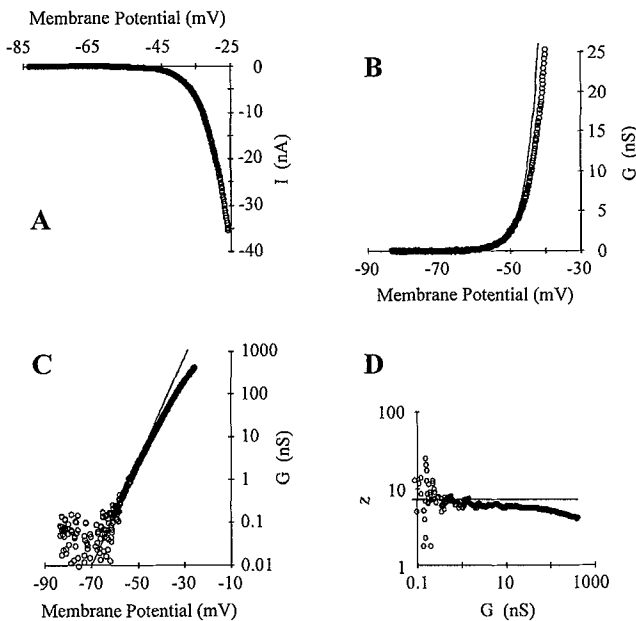 Membrane Potential (mV)
-85 -65 -45 -25
0
-10
-20
-30
-40
I (nA)
A
B
25
20
15
10
5
0
G (nS)
-90 -70 -50 -30
Membrane Potential (mV)
C
1000
100
10
1
0.1
0.01
G (nS)
-90 -70 -50 -30 -10
Membrane Potential (mV)
D
100
10
1
z
0.1 10 1000
G (nS)